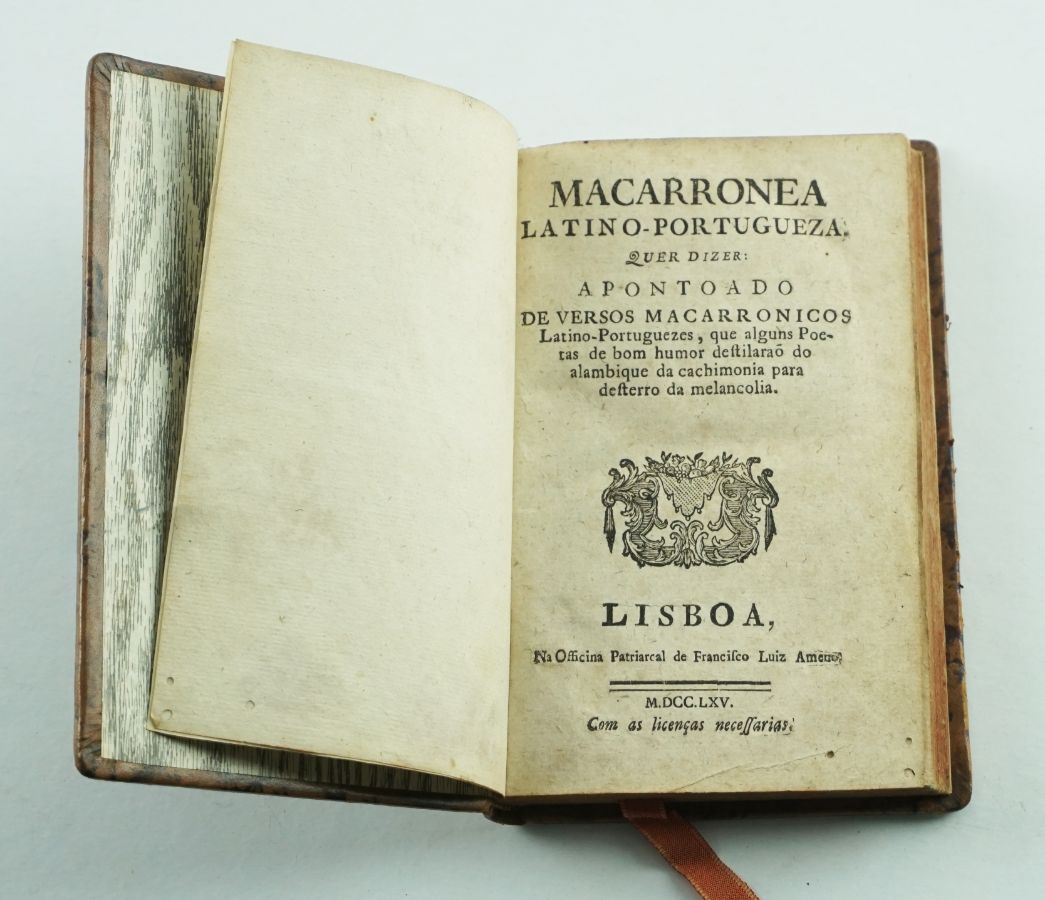 MACARRONEA
LATINO-PORTUGUEZA.
QUER DIZER:
APONTOADO
DE VERSOS MACARRONICOS
Latino-Portuguezes, que alguns Poe-
tas de bom humor deſtilaraõ do
alambique da cachimonia para
deſterro da melancolia.
LISBOA,
Na Officina Patriarcal de Franciſco Luiz Ameno.
M.DCC.LXV.
Com as licenças neceſſarias.